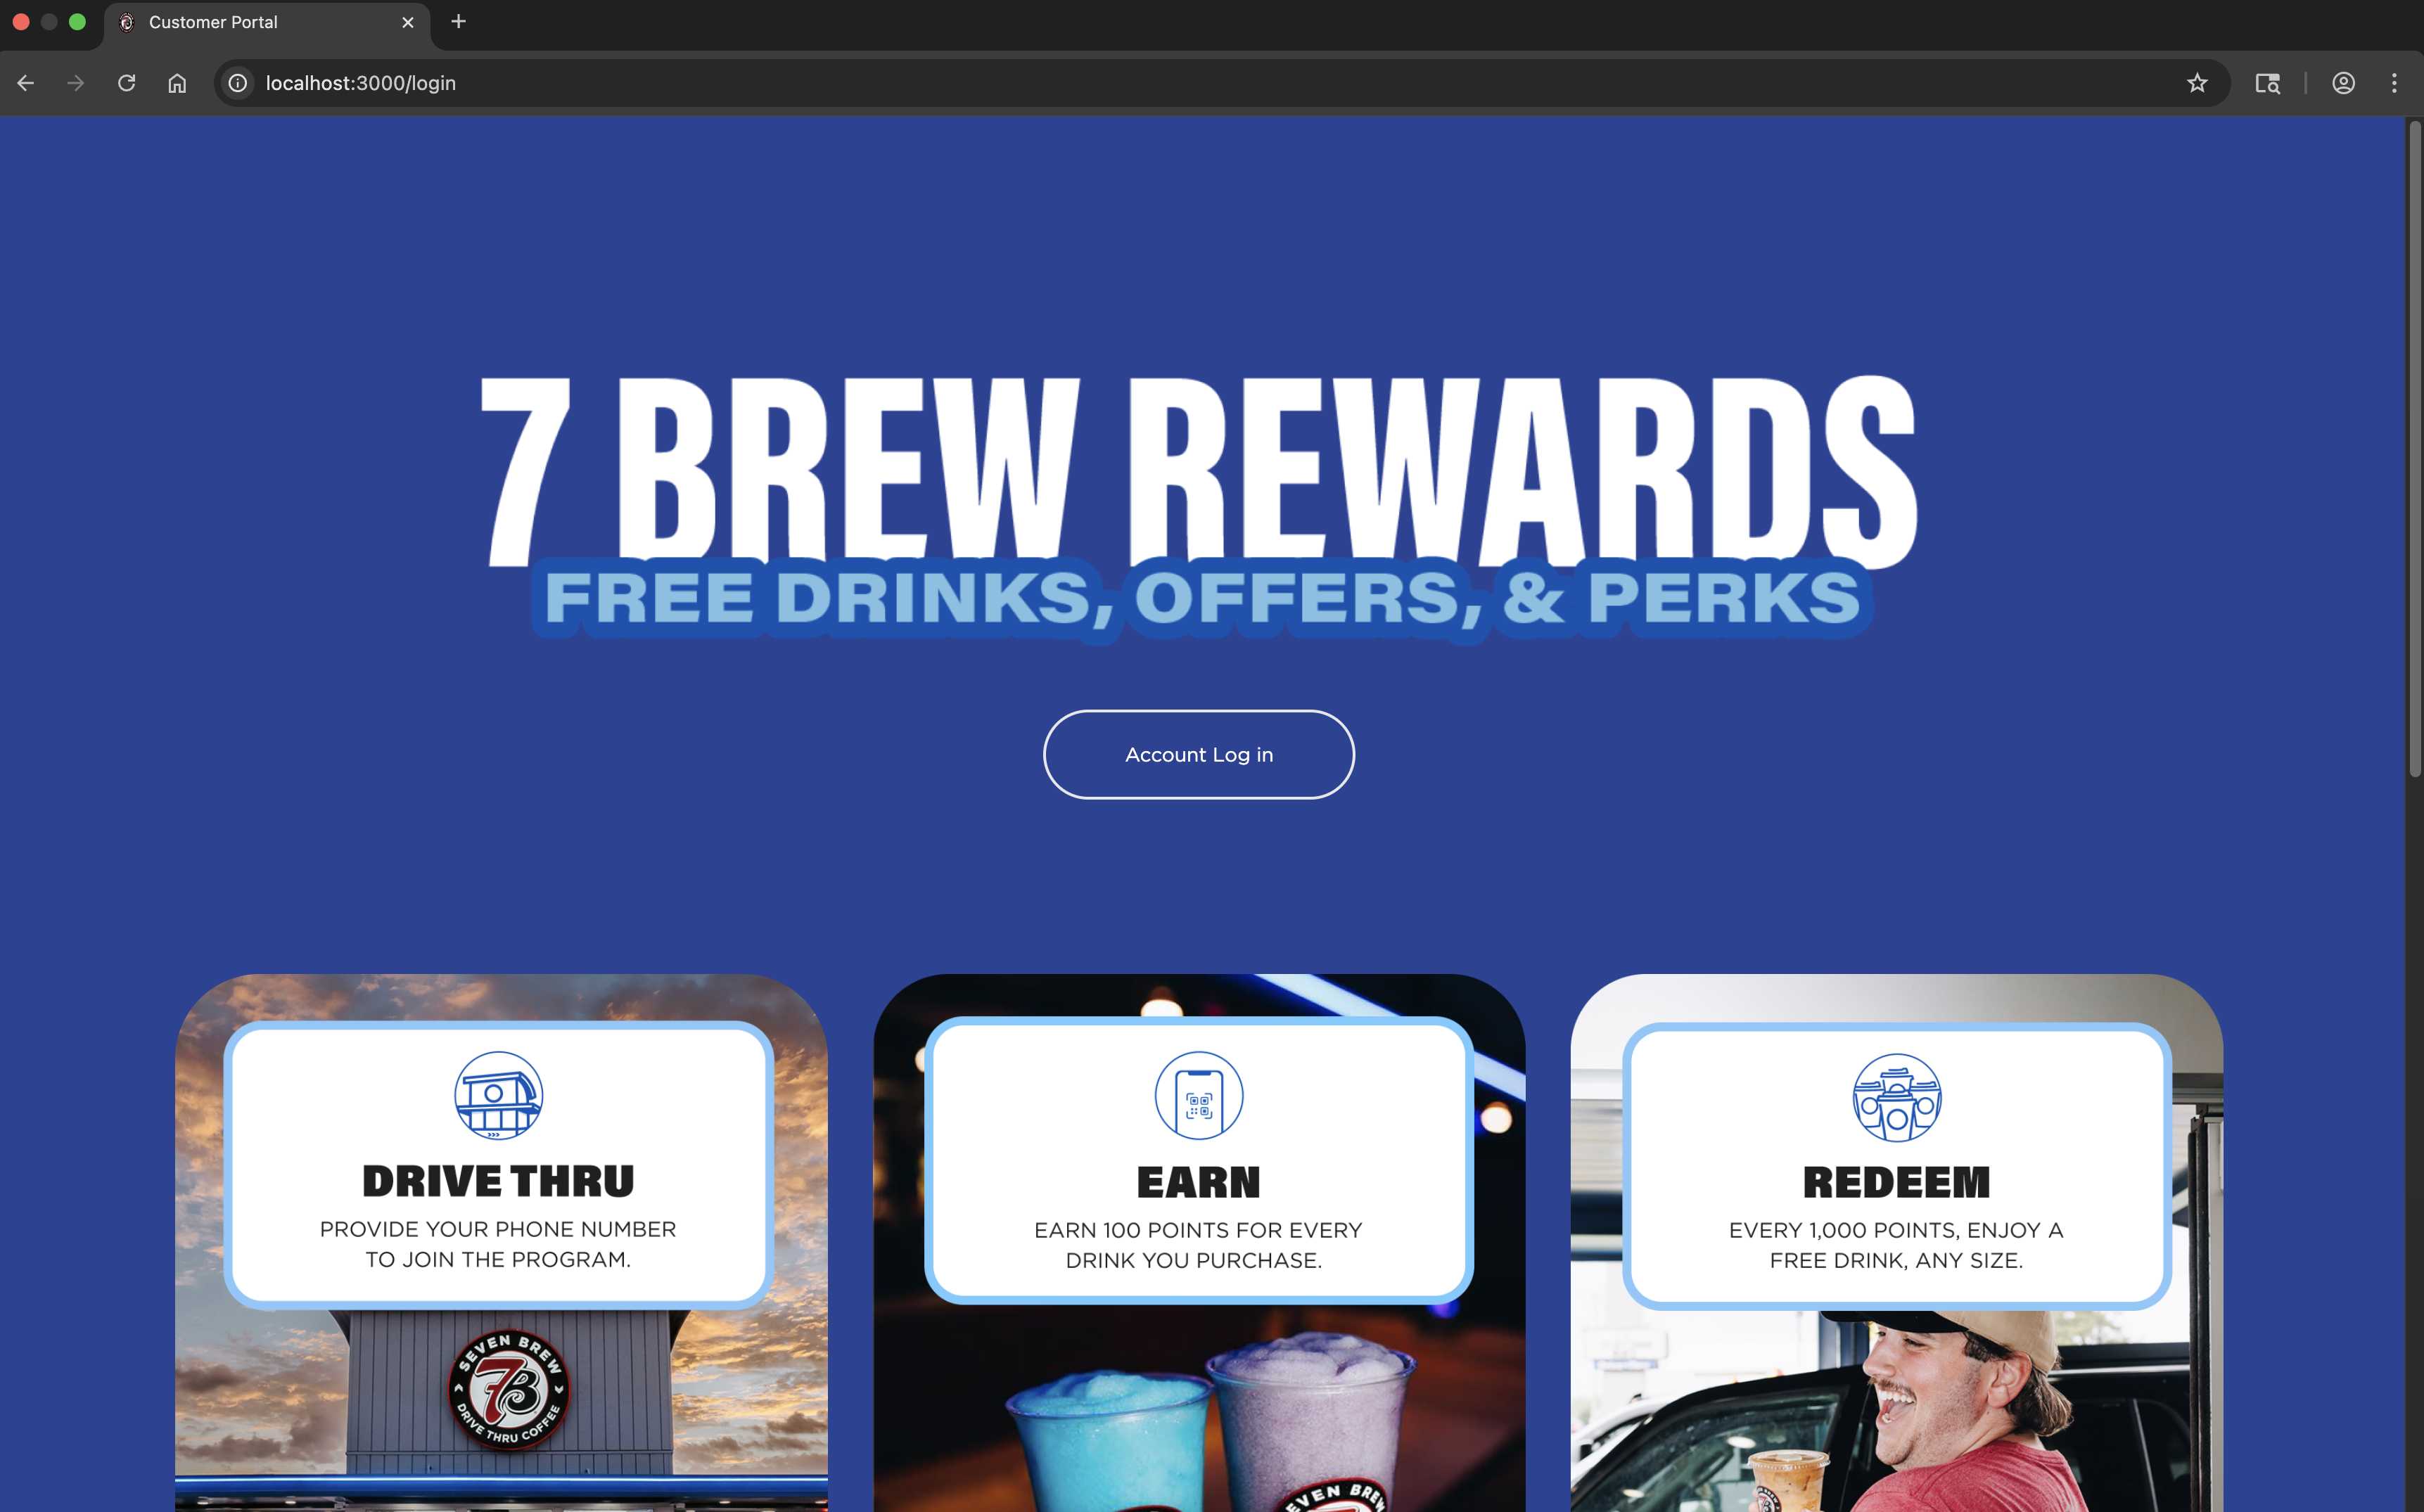 Customer Portal
localhost:3000/login
7 BREW REWARDS
FREE DRINKS, OFFERS, & PERKS
Account Log in
DRIVE THRU
PROVIDE YOUR PHONE NUMBER
TO JOIN THE PROGRAM.
EARN
EARN 100 POINTS FOR EVERY
DRINK YOU PURCHASE.
REDEEM
EVERY 1,000 POINTS, ENJOY A
FREE DRINK, ANY SIZE.
SEVEN BREW
7B
DRIVE THRU COFFEE